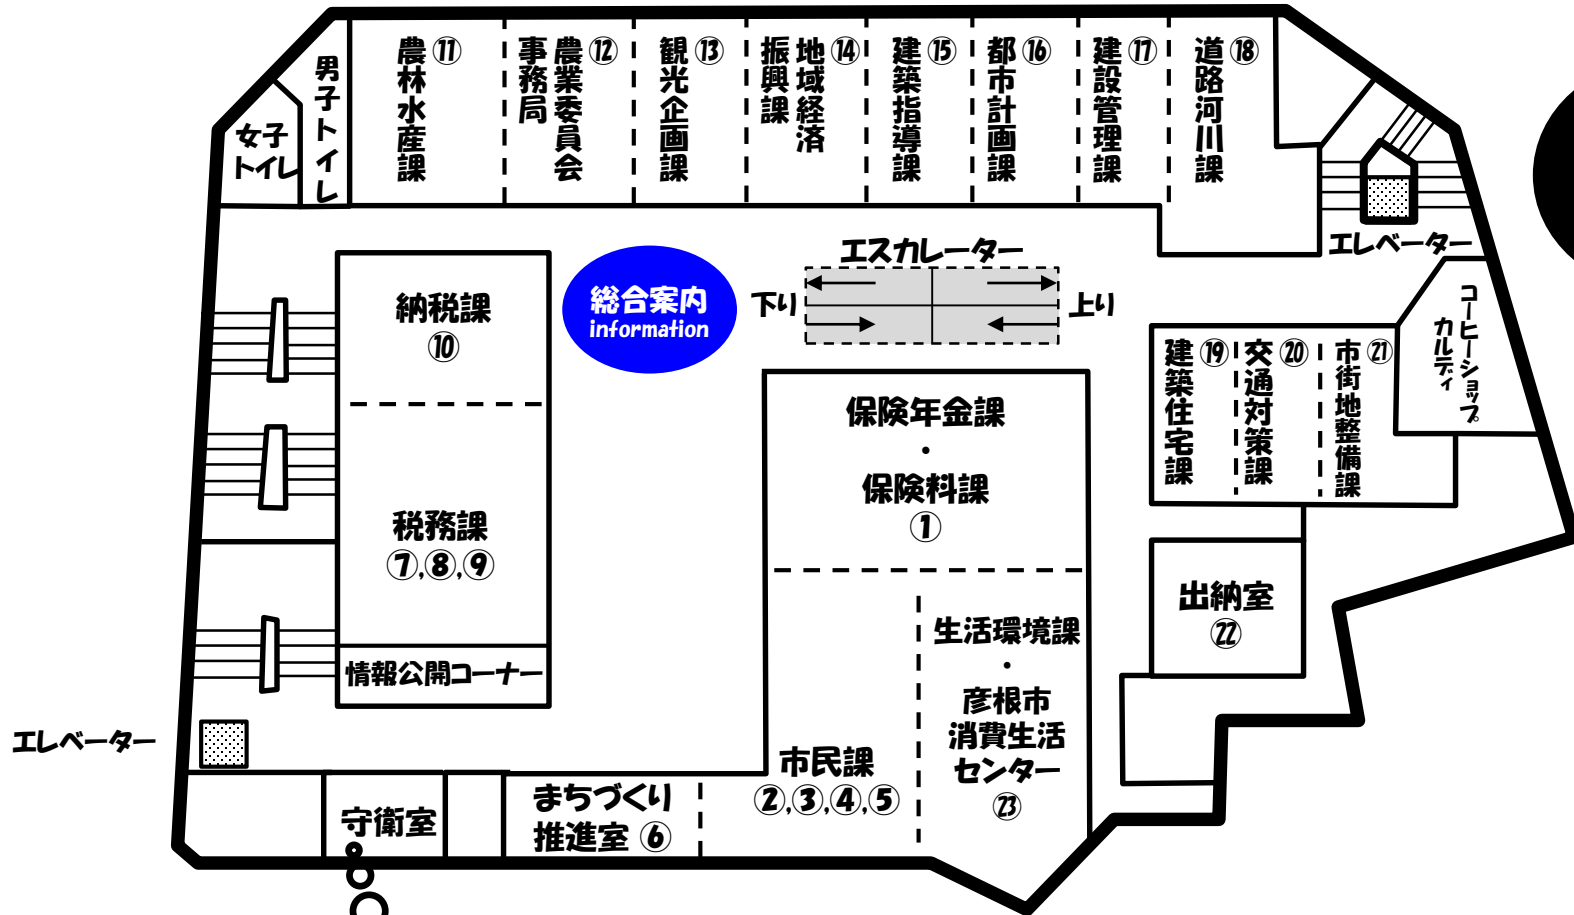 男子トイレ
女子
トイレ
農林水産課 ⑪
農業委員会 ⑫
事務局
観光企画課 ⑬
地域経済 ⑭
振興課
建築指導課 ⑮
都市計画課 ⑯
建設管理課 ⑰
道路河川課 ⑱
エレベーター
エスカレーター
下り
上り
総合案内
information
納税課
⑩
税務課
⑦,⑧,⑨
情報公開コーナー
保険年金課
・
保険料課
①
建築住宅課 ⑲
交通対策課 ⑳
市街地整備課 ㉑
コーヒーショップ
カルディ
出納室
㉒
生活環境課
・
彦根市
消費生活
センター
㉓
市民課
②,③,④,⑤
まちづくり
推進室 ⑥
守衛室
エレベーター